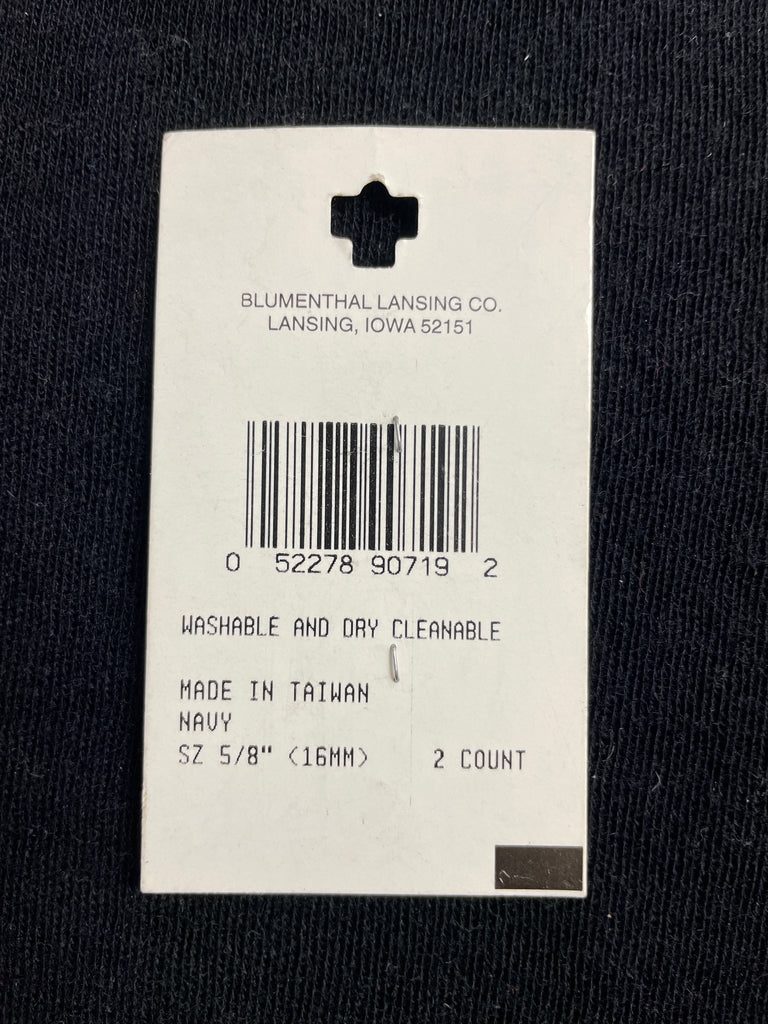 BLUMENTHAL LANSING CO.
LANSING, IOWA 52151
0 52278 90719 2
WASHABLE AND DRY CLEANABLE
MADE IN TAIWAN
NAVY
SZ 5/8" (16MM) 2 COUNT